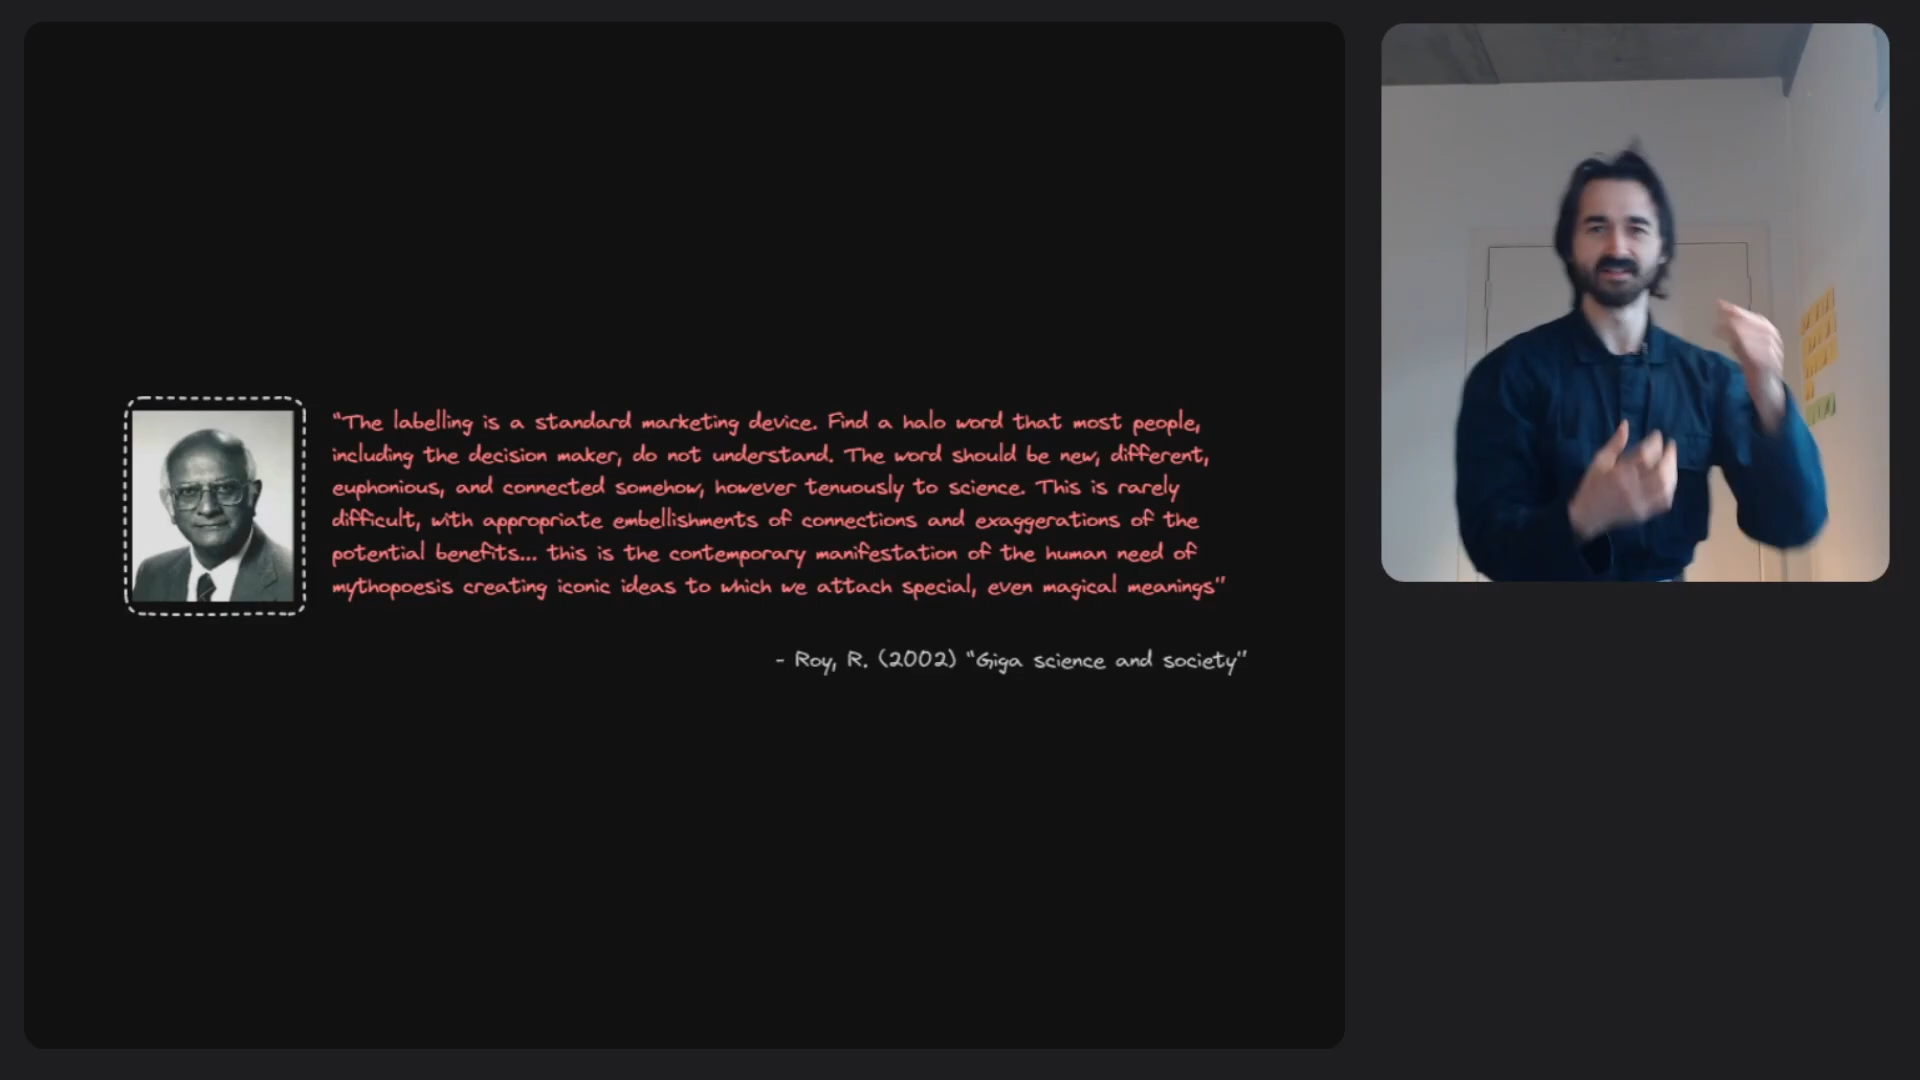 "The labelling is a standard marketing device. Find a halo word that most people,
including the decision maker, do not understand. The word should be new, different,
euphonious, and connected somehow, however tenuously to science. This is rarely
difficult, with appropriate embellishments of connections and exaggerations of the
potential benefits... this is the contemporary manifestation of the human need of
mythopoesis creating iconic ideas to which we attach special, even magical meanings"
- Roy, R. (2002) "Giga science and society"